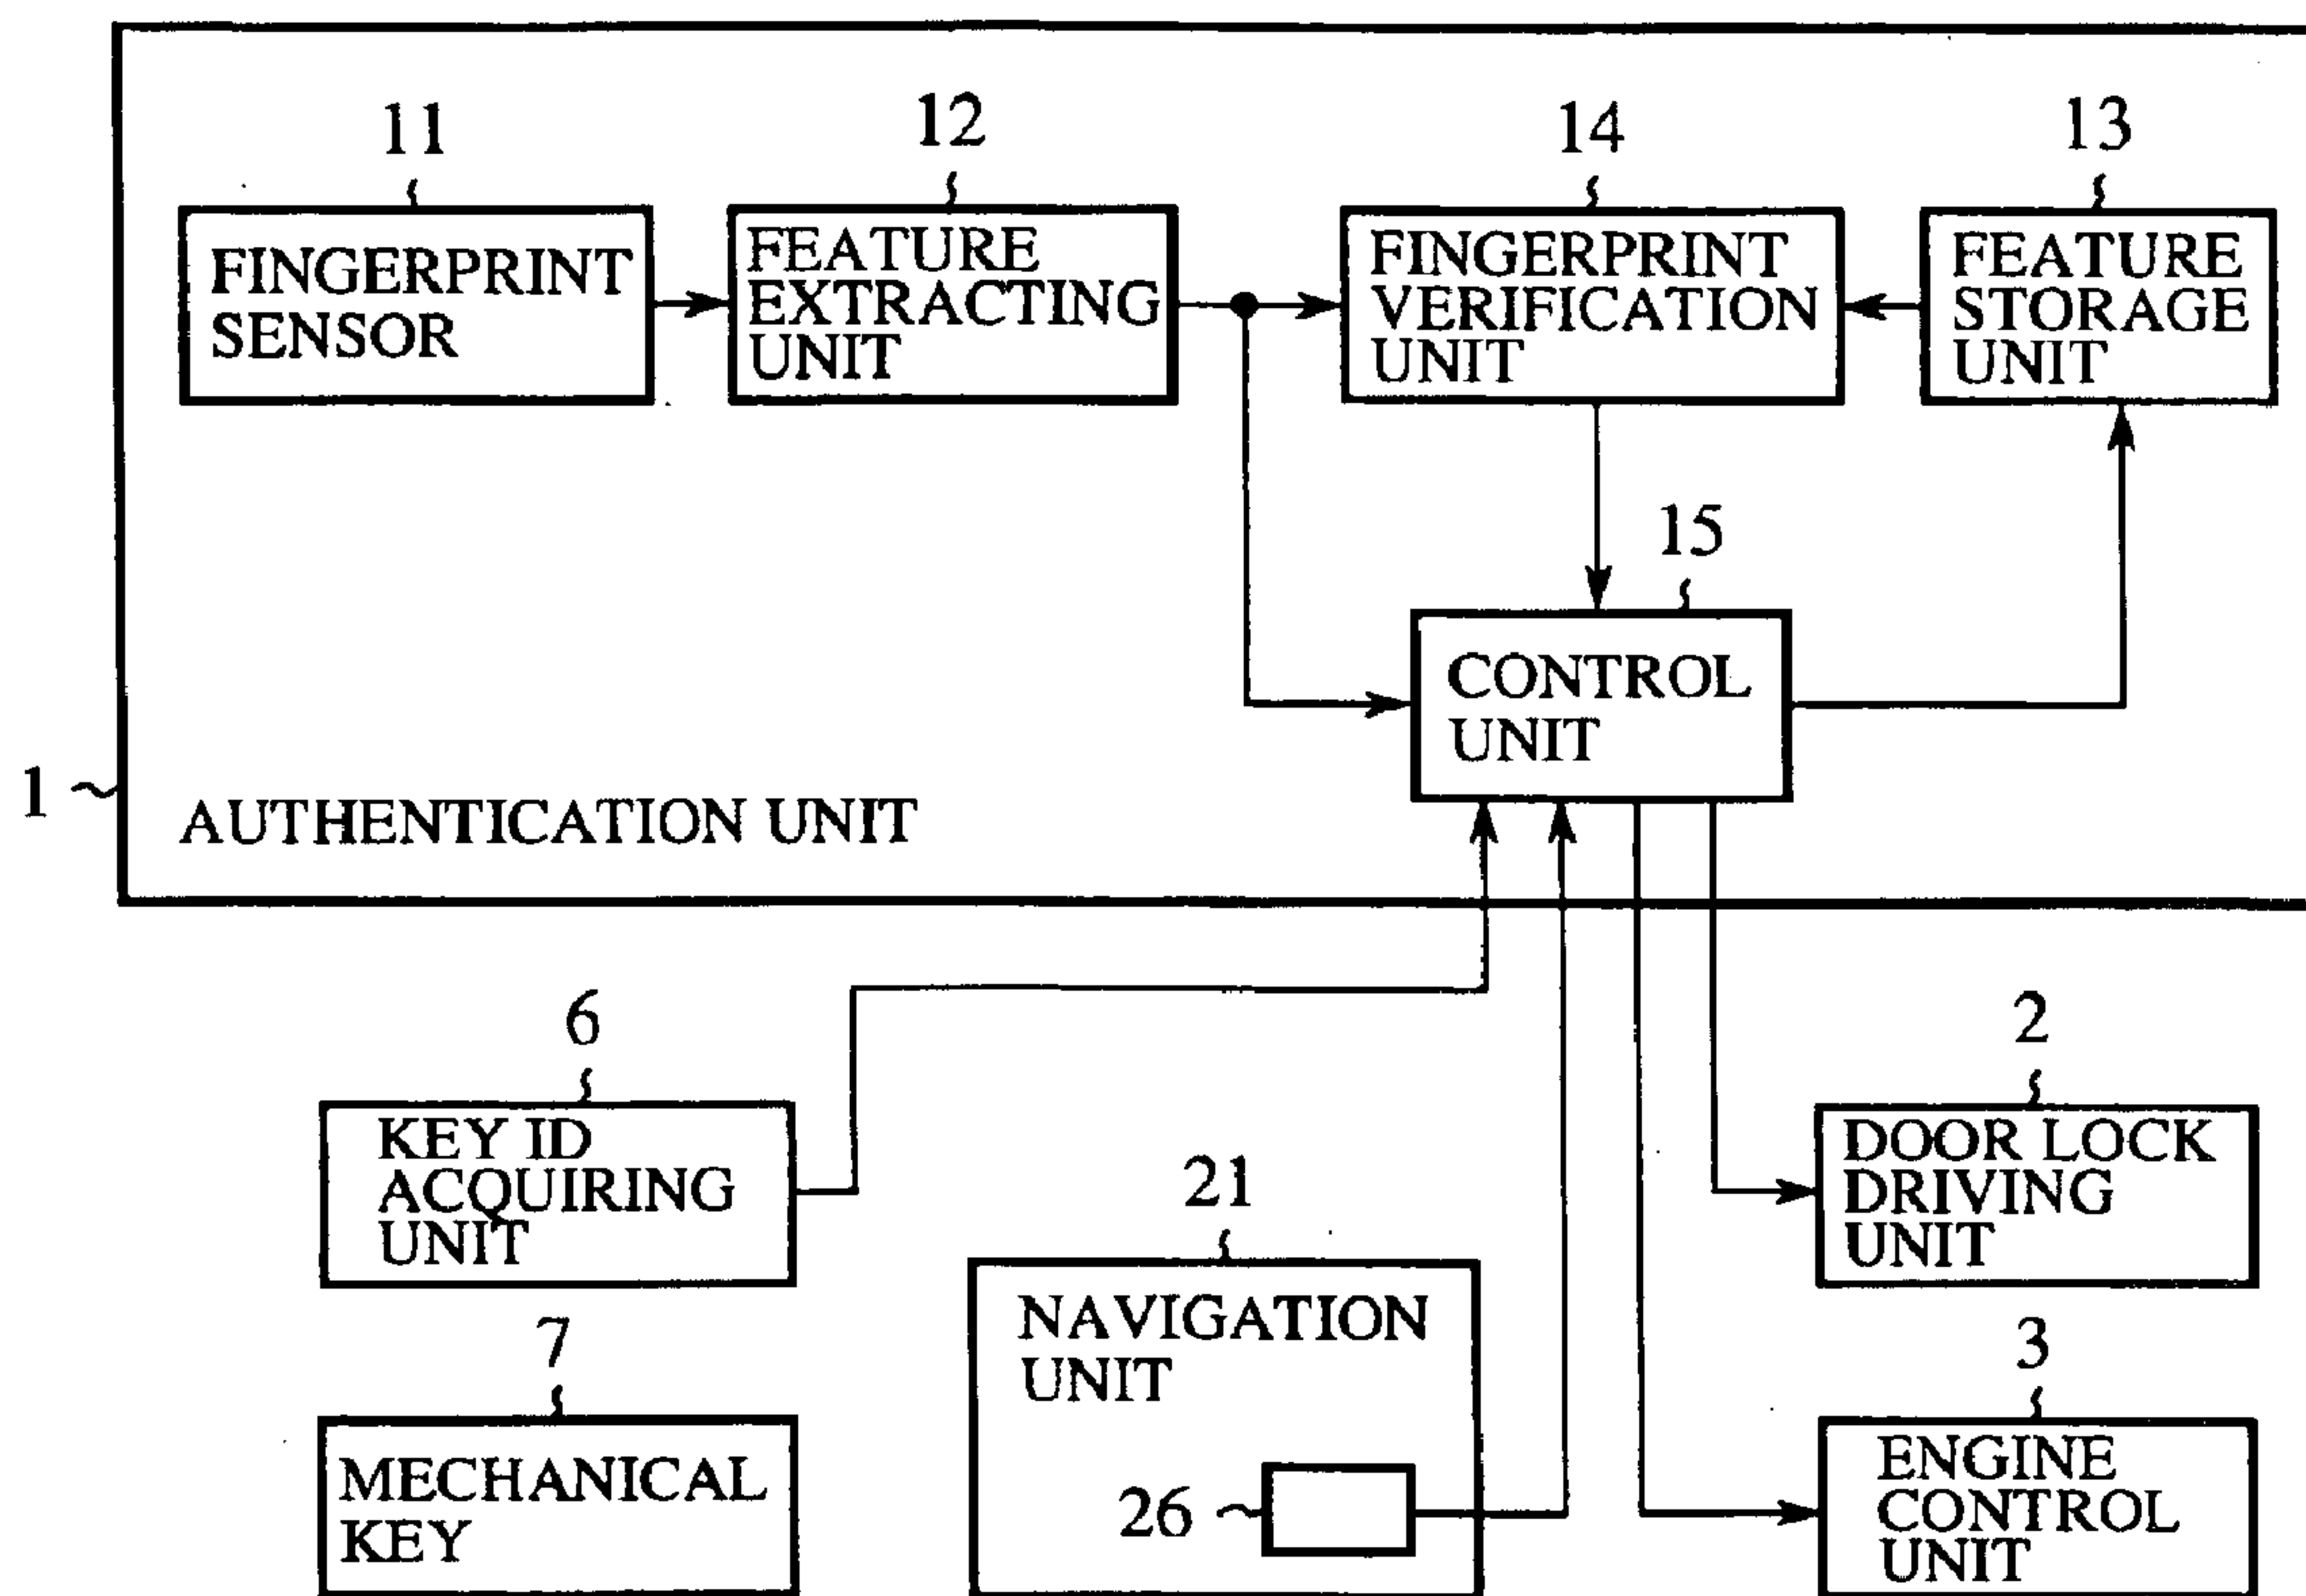 11
12
14
13
FINGERPRINT
SENSOR
FEATURE
EXTRACTING
UNIT
FINGERPRINT
VERIFICATION
UNIT
FEATURE
STORAGE
UNIT
15
CONTROL
UNIT
1
AUTHENTICATION UNIT
6
KEY ID
ACQUIRING
UNIT
2
DOOR LOCK
DRIVING
UNIT
21
NAVIGATION
UNIT
26
7
MECHANICAL
KEY
3
ENGINE
CONTROL
UNIT